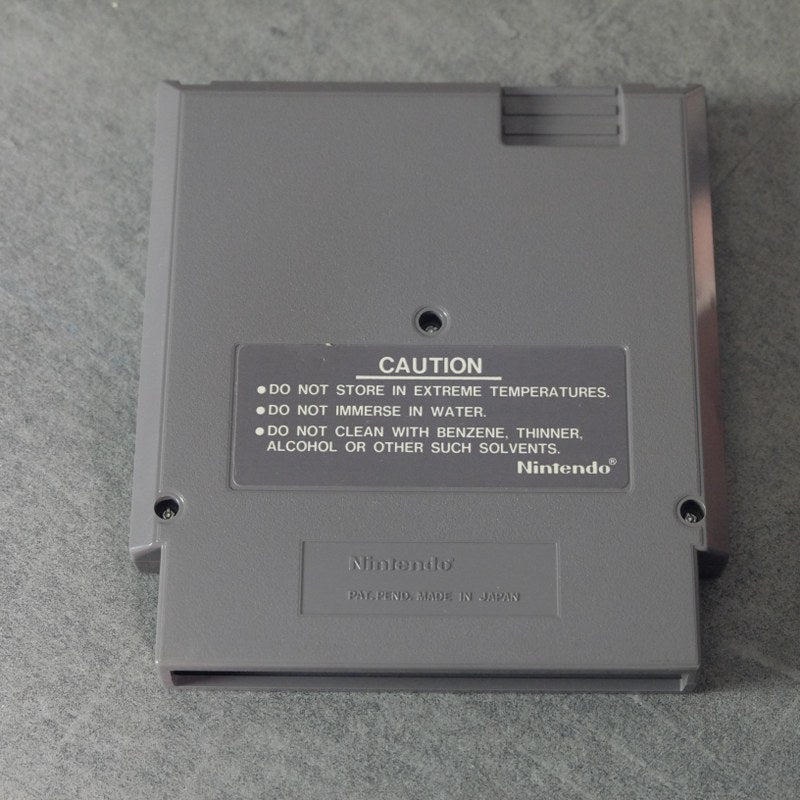 CAUTION
●DO NOT STORE IN EXTREME TEMPERATURES.
●DO NOT IMMERSE IN WATER.
●DO NOT CLEAN WITH BENZENE, THINNER,
ALCOHOL OR OTHER SUCH SOLVENTS.
Nintendo®
Nintendo®
PAT. PEND. MADE IN JAPAN